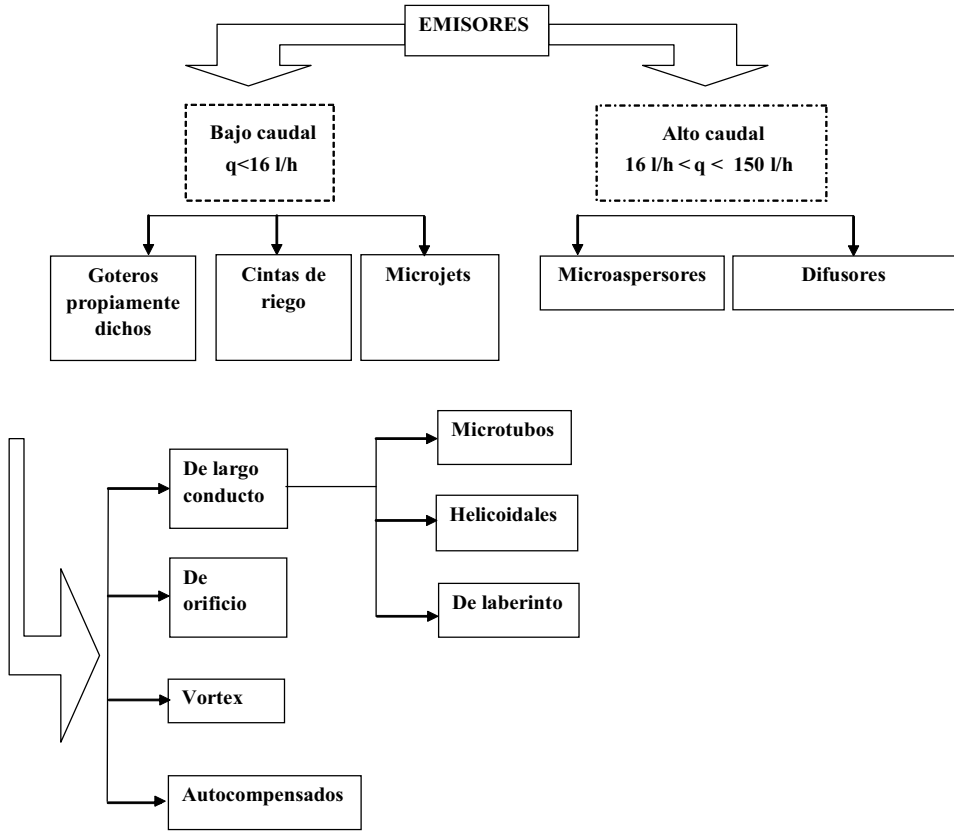 EMISORES
Bajo caudal
q<16 l/h
Alto caudal
16 l/h < q < 150 l/h
Goteros
propiamente
dichos
Cintas de
riego
Microjets
Microaspersores
Difusores
De largo
conducto
Microtubos
Helicoidales
De laberinto
De
orificio
Vortex
Autocompensados